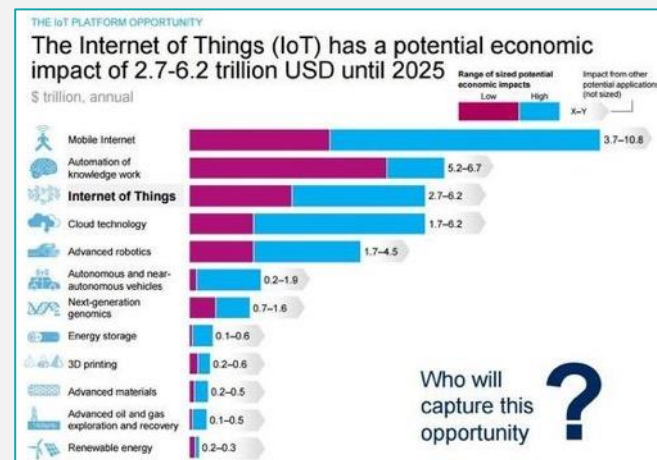 THE IoT PLATFORM OPPORTUNITY
The Internet of Things (IoT) has a potential economic
impact of 2.7-6.2 trillion USD until 2025
$ trillion, annual
Range of sized potential
economic impacts
Low High
Impact from other
potential applications
(not sized)
X–Y
Mobile Internet 3.7–10.8
Automation of
knowledge work 5.2–6.7
Internet of Things 2.7–6.2
Cloud technology 1.7–6.2
Advanced robotics 1.7–4.5
Autonomous and near-
autonomous vehicles 0.2–1.9
Next-generation
genomics 0.7–1.6
Energy storage 0.1–0.6
3D printing 0.2–0.6
Advanced materials 0.2–0.5
Advanced oil and gas
exploration and recovery 0.1–0.5
Renewable energy 0.2–0.3
Who will
capture this
opportunity
?